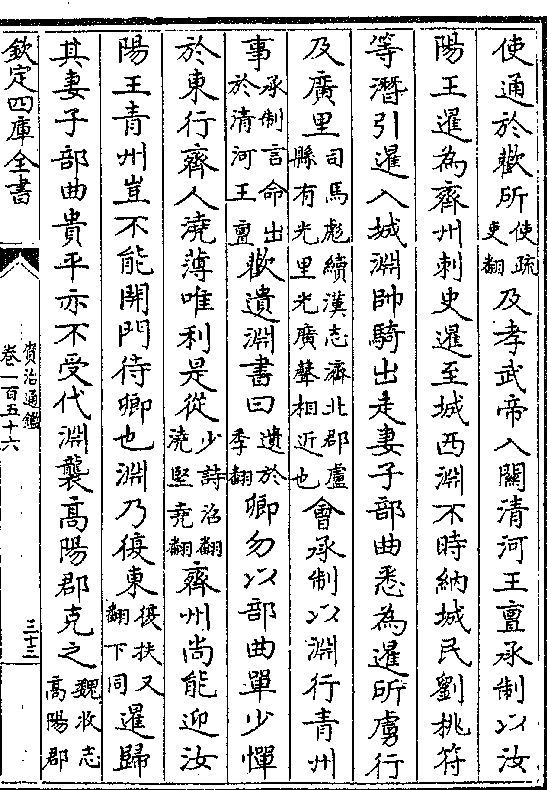 使通於歡所使疏吏翻及孝武帝入關清河王亶承制以汝
陽王暹為齊州刺史暹至城西淵不時納城民劉桃符
等潛引暹入城淵帥騎出走妻子部曲悉為暹所虜行
及廣里司馬彪續漢志濟北郡盧縣有光里光廣聲相近也會承制以淵行青州
事承制言命出於清河王亶歡遺淵書曰遺於季翻卿勿以部曲單少憚
於東行齊人澆薄唯利是從少詩沼翻澆堅堯翻齊州尚能迎汝
陽王青州豈不能開門待卿也淵乃復東復扶又翻下同暹歸
其妻子部曲貴平亦不受代淵襲高陽郡克之魏收志高陽郡
欽定四庫全書
資治通鑑
卷一百五十六
三十三